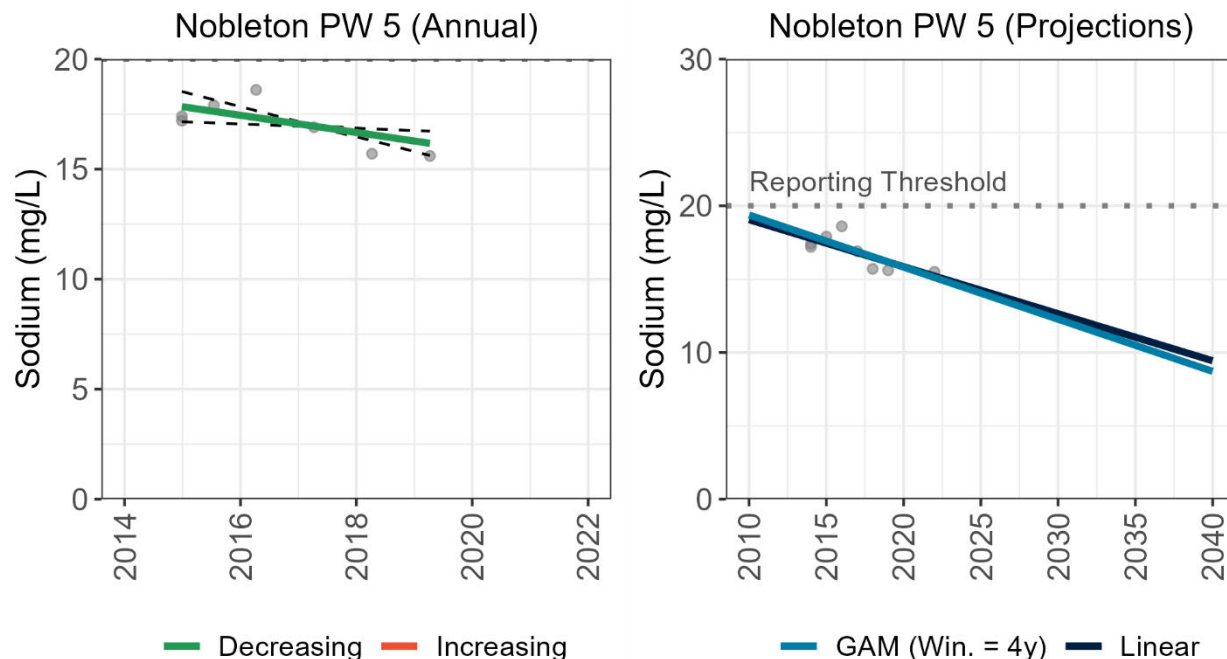 Nobleton PW 5 (Annual)
20
15
10
5
0
Sodium (mg/L)
2014
2016
2018
2020
2022
Decreasing
Increasing
Nobleton PW 5 (Projections)
30
20
10
0
Sodium (mg/L)
Reporting Threshold
2010
2015
2020
2025
2030
2035
2040
GAM (Win. = 4y)
Linear